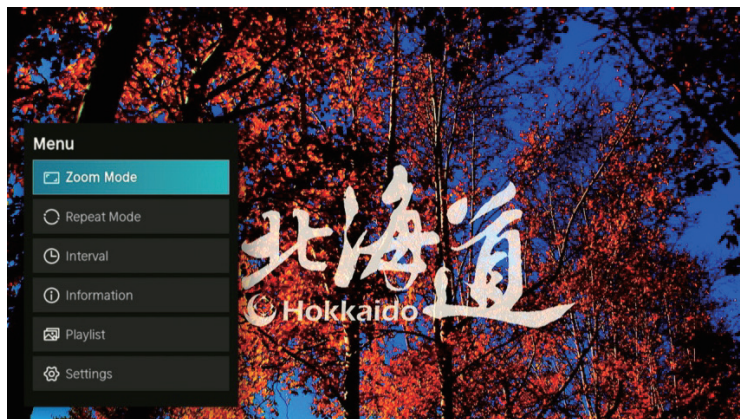 Menu
Zoom Mode
Repeat Mode
Interval
Information
Playlist
Settings
北海道
Hokkaido